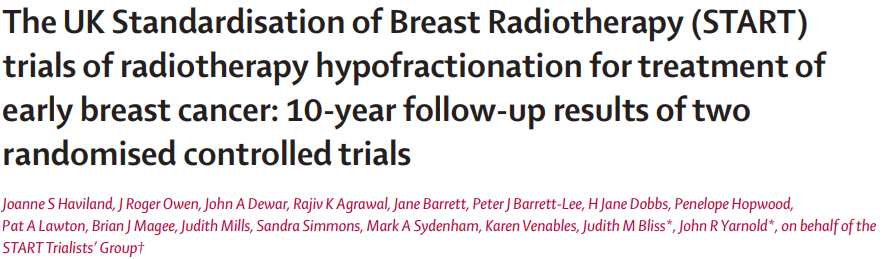 The UK Standardisation of Breast Radiotherapy (START)
trials of radiotherapy hypofractionation for treatment of
early breast cancer: 10-year follow-up results of two
randomised controlled trials
Joanne S Haviland, J Roger Owen, John A Dewar, Rajiv K Agrawal, Jane Barrett, Peter J Barrett-Lee, H Jane Dobbs, Penelope Hopwood,
Pat A Lawton, Brian J Magee, Judith Mills, Sandra Simmons, Mark A Sydenham, Karen Venables, Judith M Bliss*, John R Yarnold*, on behalf of the
START Trialists’ Group†